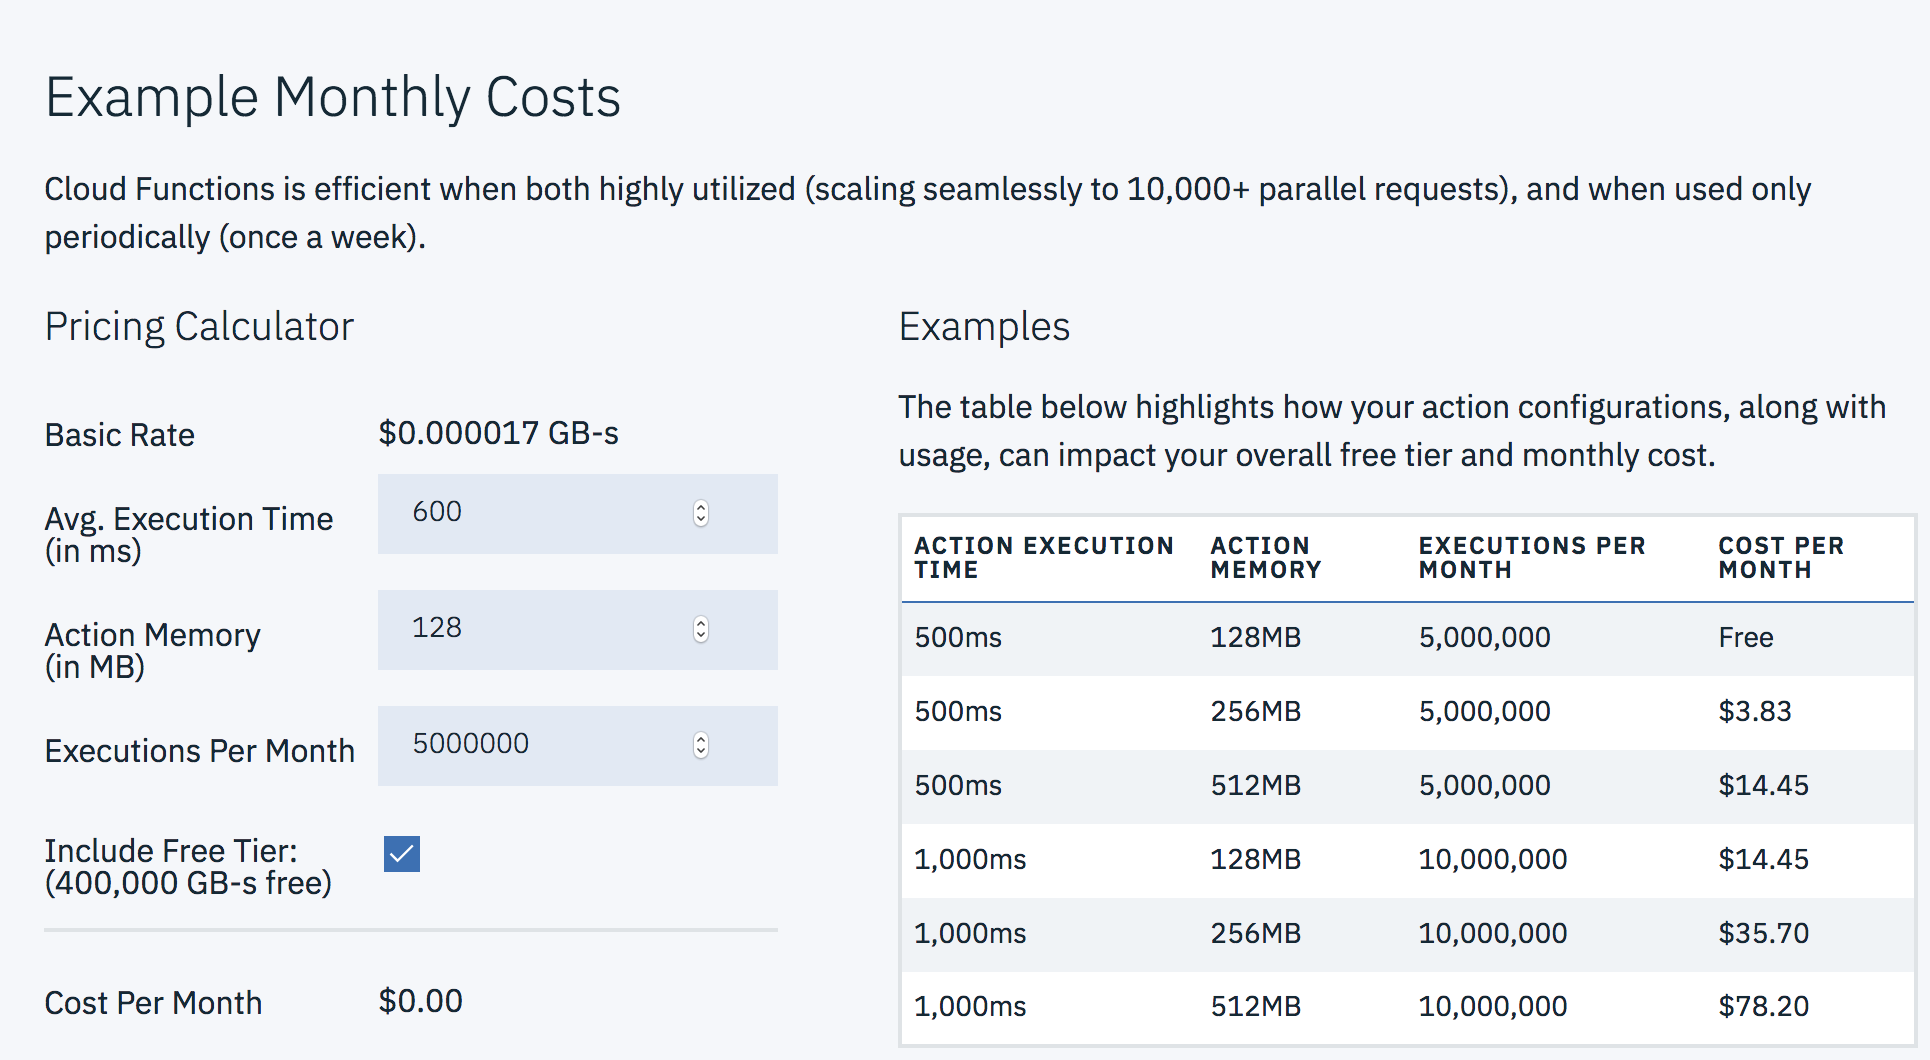 Example Monthly Costs
Cloud Functions is efficient when both highly utilized (scaling seamlessly to 10,000+ parallel requests), and when used only
periodically (once a week).
Pricing Calculator
Basic Rate $0.000017 GB-s
Avg. Execution Time
(in ms)
600
Action Memory
(in MB)
128
Executions Per Month 5000000
Include Free Tier:
(400,000 GB-s free)
Cost Per Month $0.00
Examples
The table below highlights how your action configurations, along with
usage, can impact your overall free tier and monthly cost.
ACTION EXECUTION TIME ACTION MEMORY EXECUTIONS PER MONTH COST PER MONTH
500ms 128MB 5,000,000 Free
500ms 256MB 5,000,000 $3.83
500ms 512MB 5,000,000 $14.45
1,000ms 128MB 10,000,000 $14.45
1,000ms 256MB 10,000,000 $35.70
1,000ms 512MB 10,000,000 $78.20